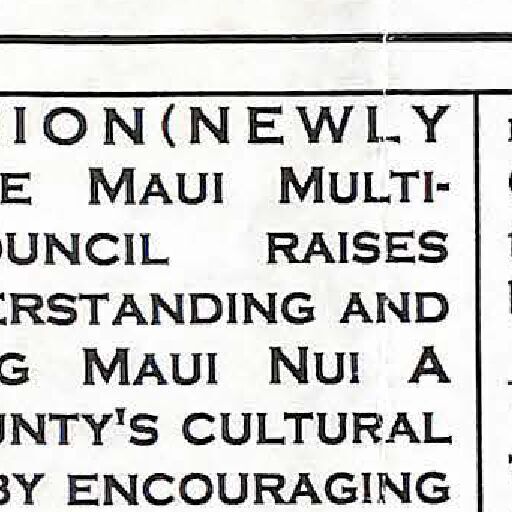 ION(NEWLY
E MAUI MULTI-
OUNCIL RAISES
ERSTANDING AND
G MAUI NUI A
UNTY'S CULTURAL
BY ENCOURAGING